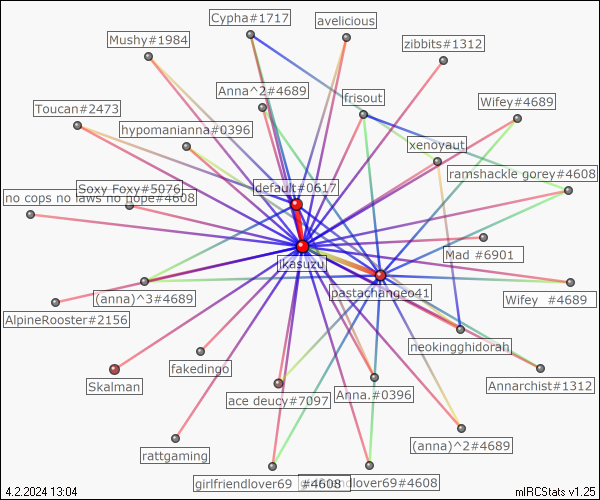 Cypha#1717
avelicious
Mushy#1984
zibbits#1312
Anna^2#4689
frisout
Wifey#4689
Toucan#2473
hypomanianna#0396
xenoyaut
ramshackle gorey#4608
Soxy Foxy#5076
default#0617
no cops no laws no hope#4608
Mad #6901
jkasuzu
pastachangeo41
(anna)^3#4689
Wifey #4689
AlpineRooster#2156
neokingghidorah
fakedingo
Skalman
Annarchist#1312
ace deucy#7097
Anna.#0396
(anna)^2#4689
rattgaming
girlfriendlover69 #4608
girlfriendlover69#4608
4.2.2024 13:04
mIRCStats v1.25